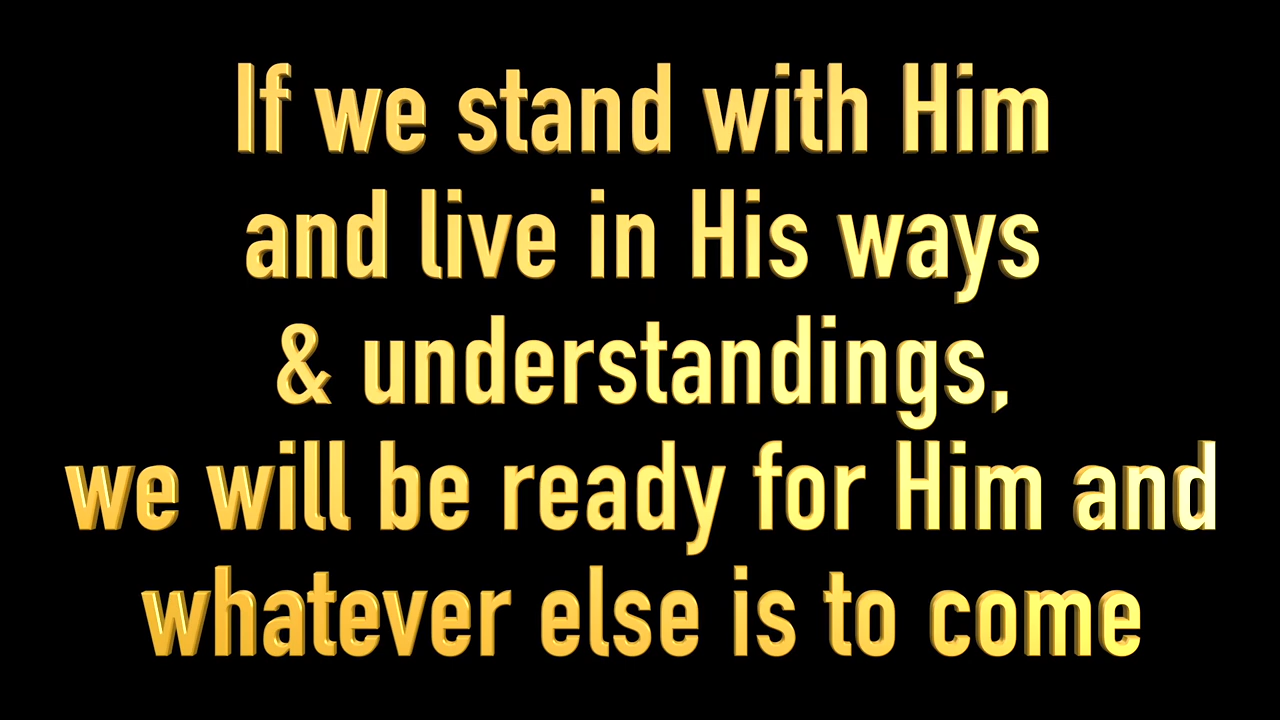 If we stand with Him
and live in His ways
& understandings,
we will be ready for Him and
whatever else is to come